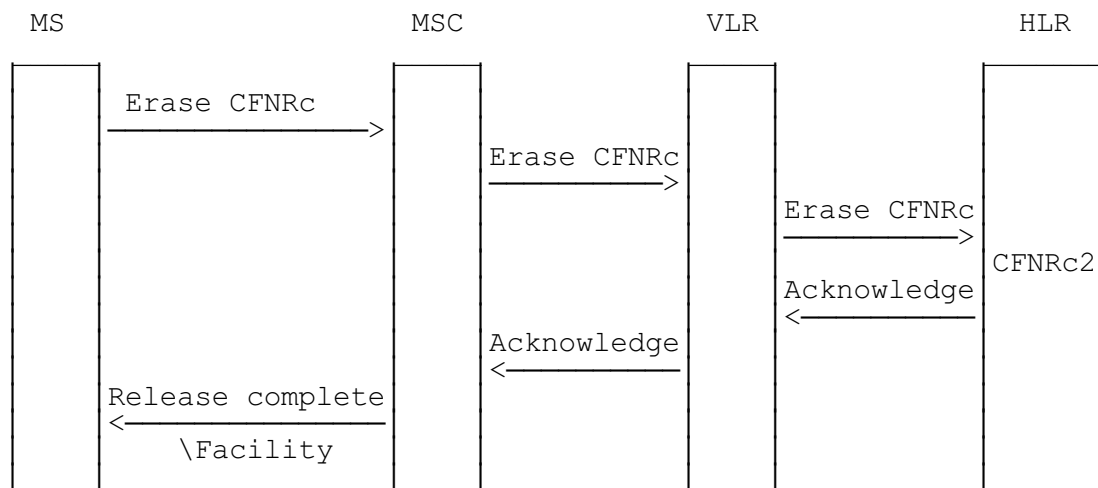 MS MSC VLR HLR
Erase CFNRc
Erase CFNRc
Erase CFNRc
CFNRc2
Acknowledge
Acknowledge
Release complete
\Facility